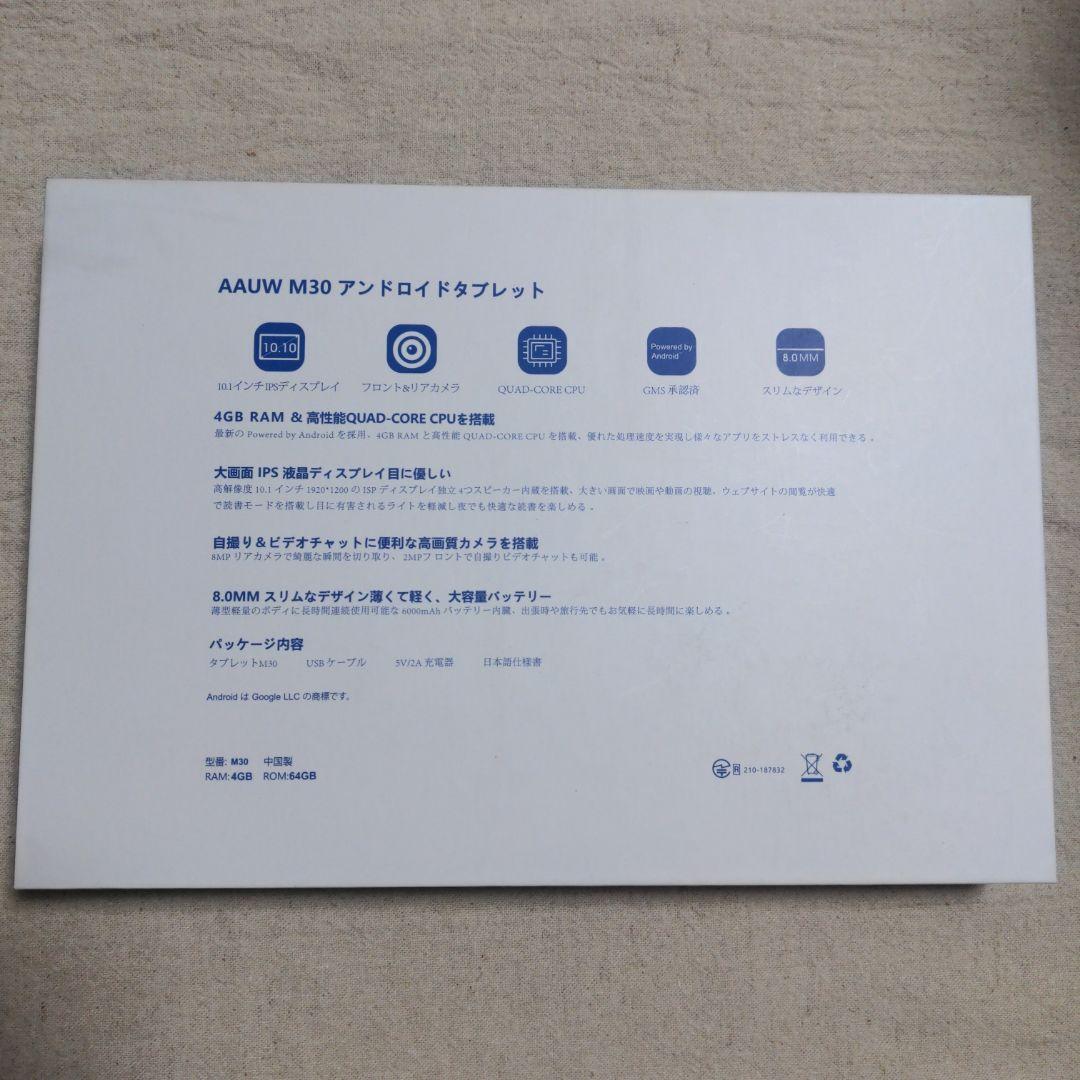 AAUW M30 アンドロイドタブレット
10.10
Powered by
Android
8.0MM
10.1インチIPSディスプレイ フロント&リアカメラ QUAD-CORE CPU GMS 承認済 スリムなデザイン
4GB RAM & 高性能QUAD-CORE CPUを搭載
最新の Powered by Android を採用、4GB RAM と高性能 QUAD-CORE CPU を搭載、優れた処理速度を実現し様々なアプリをストレスなく利用できる 。
大画面 IPS 液晶ディスプレイ目に優しい
高解像度 10.1 インチ 1920*1200 の ISP ディスプレイ独立 4つスピーカー内蔵を搭載、大きい画面で映画や動画の視聴、ウェブサイトの閲覧が快適
で読書モードを搭載し目に有害されるライトを軽減し夜でも快適な読書を楽しめる 。
自撮り&ビデオチャットに便利な高画質カメラを搭載
8MP リアカメラで綺麗な瞬間を切り取り、 2MPフ ロントで自撮りビデオチャットも可能 。
8.0MM スリムなデザイン薄くて軽く、大容量バッテリー
薄型軽量のボディに長時間連続使用可能な 6000mAh バッテリー内臓、出張時や旅行先でもお気軽に長時間に楽しめる 。
パッケージ内容
タブレットM30 USB ケーブル 5V/2A 充電器 日本語仕様書
Android は Google LLC の商標です。
型番: M30 中国製
RAM:4GB ROM:64GB
R 210-187832